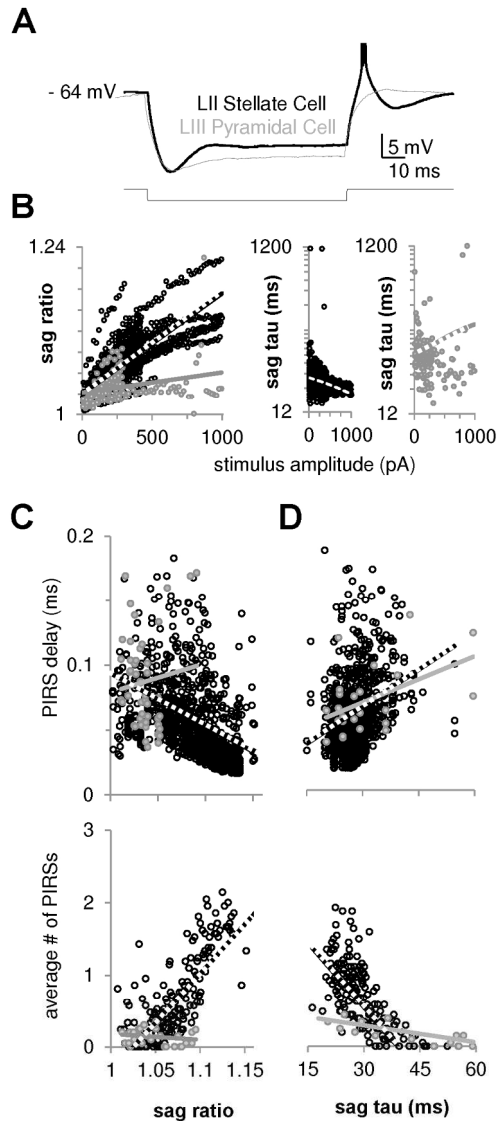 A
- 64 mV
LII Stellate Cell
LIII Pyramidal Cell
5 mV
10 ms
B
1.24
sag ratio
1
0 500 1000
1200
sag tau (ms)
12
0 1000
1200
sag tau (ms)
12
0 1000
stimulus amplitude (pA)
C
D
0.2
PIRS delay (ms)
0.1
0
3
average # of PIRSs
2
1
0
1 1.05 1.1 1.15
sag ratio
15 30 45 60
sag tau (ms)